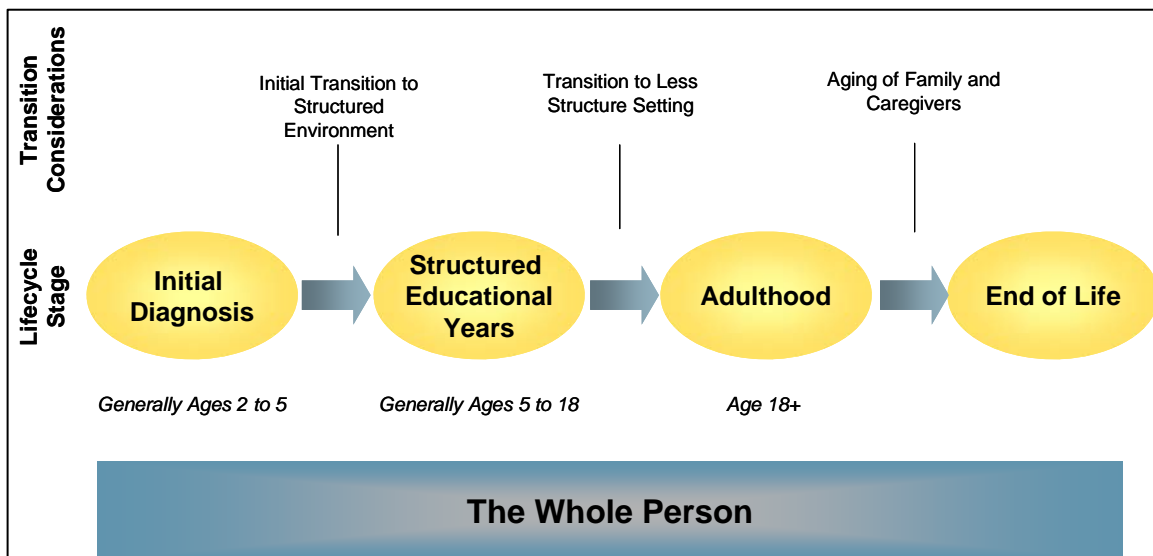 Transition
Considerations
Initial Transition to
Structured
Environment
Transition to Less
Structure Setting
Aging of Family and
Caregivers
Lifecycle
Stage
Initial
Diagnosis
Structured
Educational
Years
Adulthood
End of Life
Generally Ages 2 to 5
Generally Ages 5 to 18
Age 18+
The Whole Person